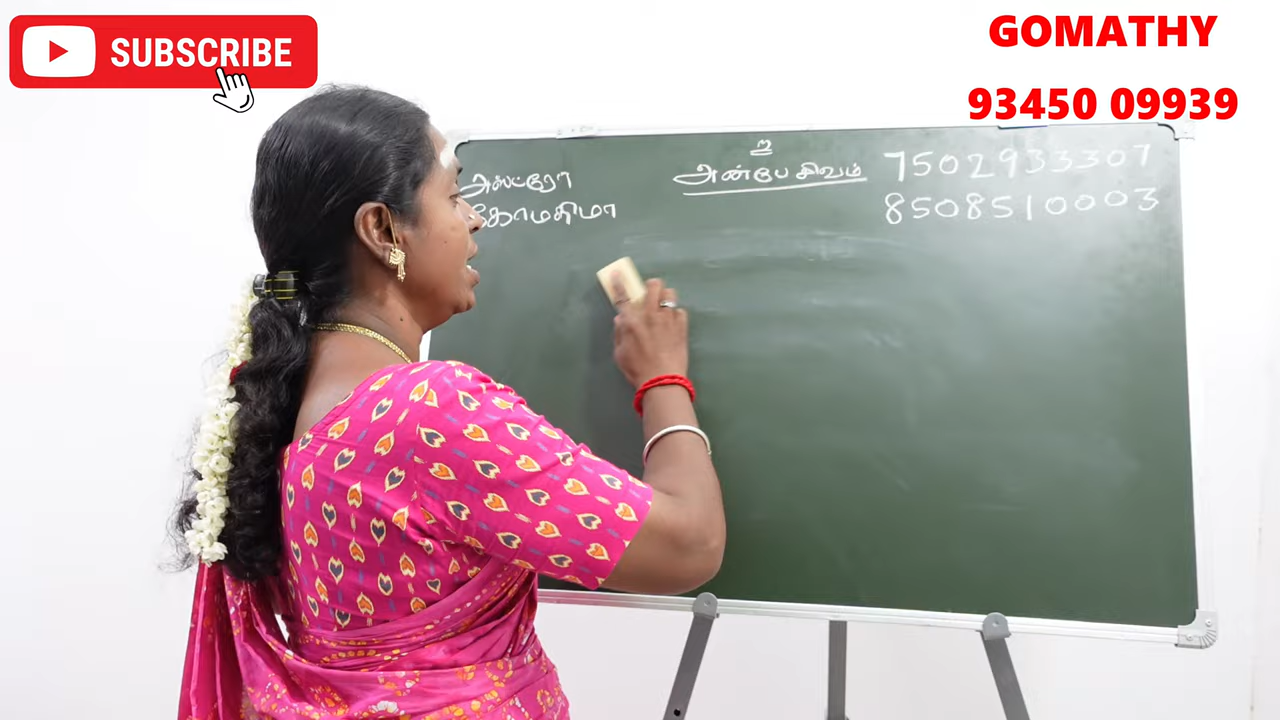 SUBSCRIBE
GOMATHY
93450 09939
உ
அன்பே சிவம்
அஸ்ட்ரோ
கோமதிமா
7502933307
8508510003